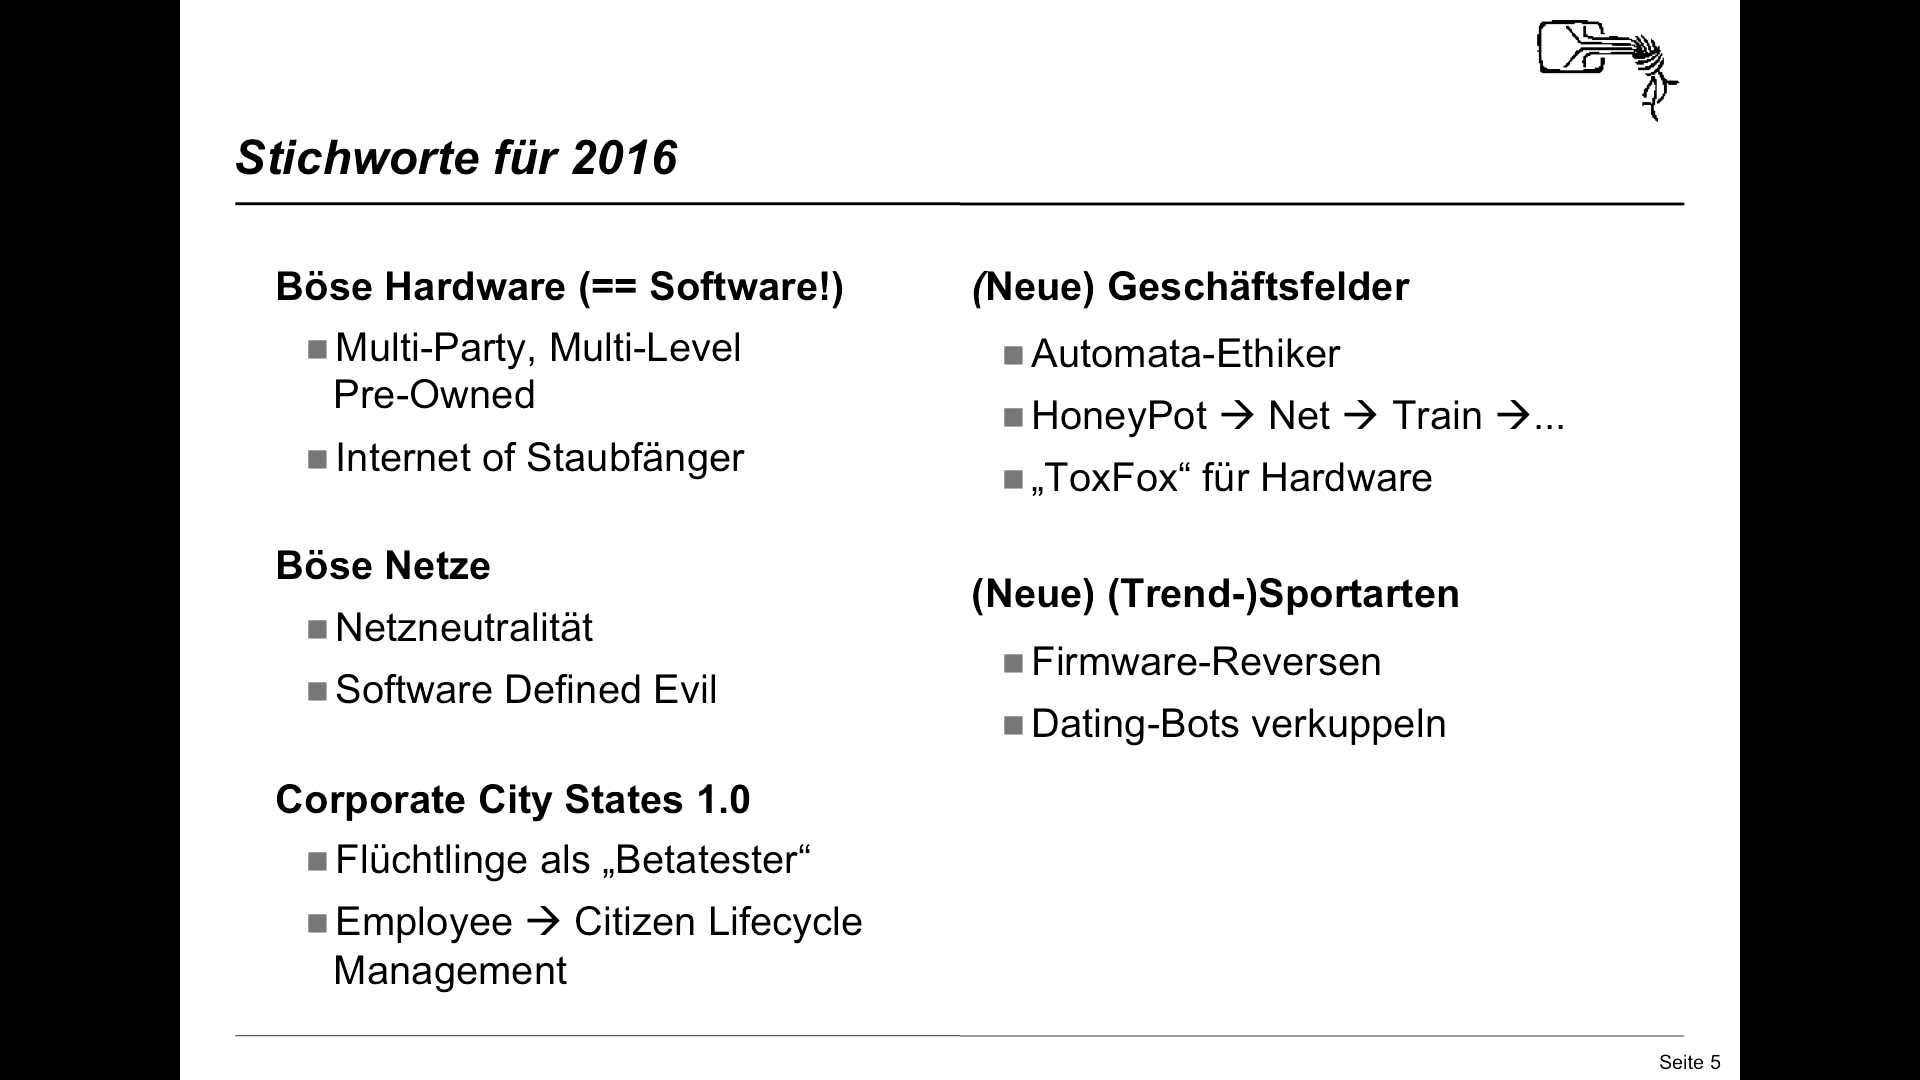 Stichworte für 2016
Böse Hardware (== Software!)
Multi-Party, Multi-Level
Pre-Owned
Internet of Staubfänger
Böse Netze
Netzneutralität
Software Defined Evil
Corporate City States 1.0
Flüchtlinge als „Betatester“
Employee → Citizen Lifecycle
Management
(Neue) Geschäftsfelder
Automata-Ethiker
HoneyPot → Net → Train →...
„ToxFox“ für Hardware
(Neue) (Trend-)Sportarten
Firmware-Reversen
Dating-Bots verkuppeln
Seite 5